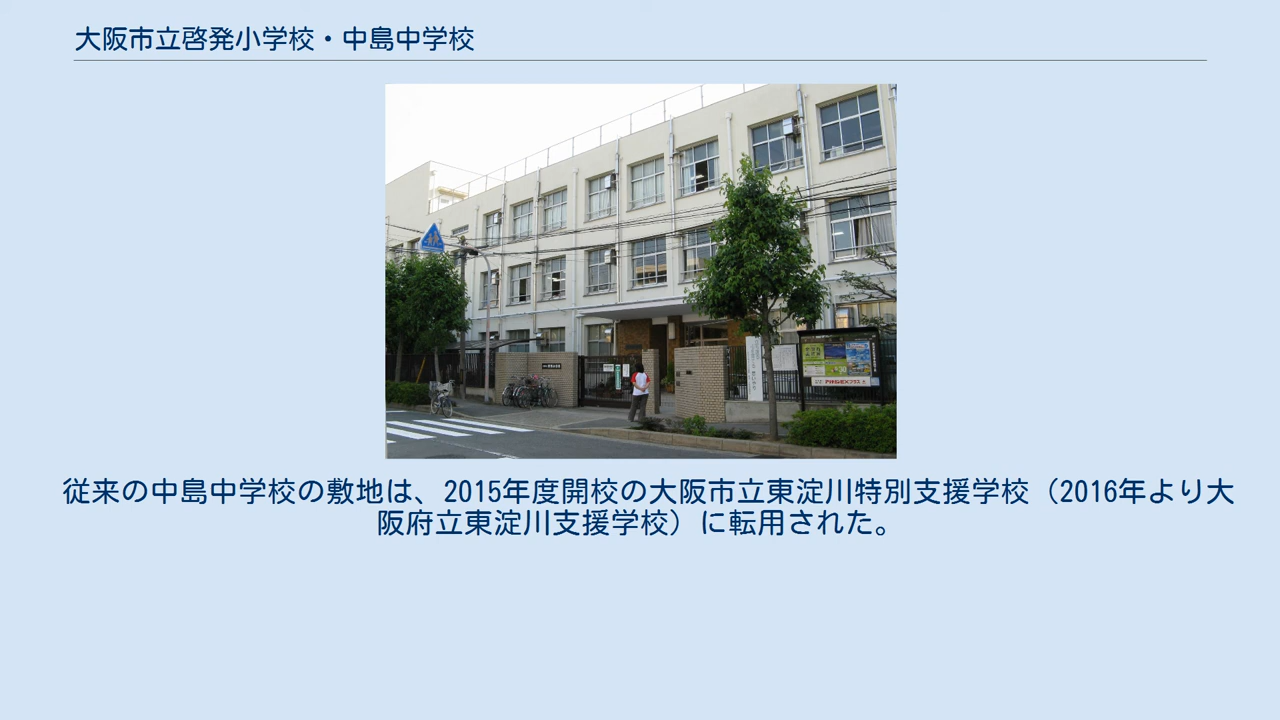 大阪市立啓発小学校・中島中学校
従来の中島中学校の敷地は、2015年度開校の大阪市立東淀川特別支援学校（2016年より大
阪府立東淀川支援学校）に転用された。